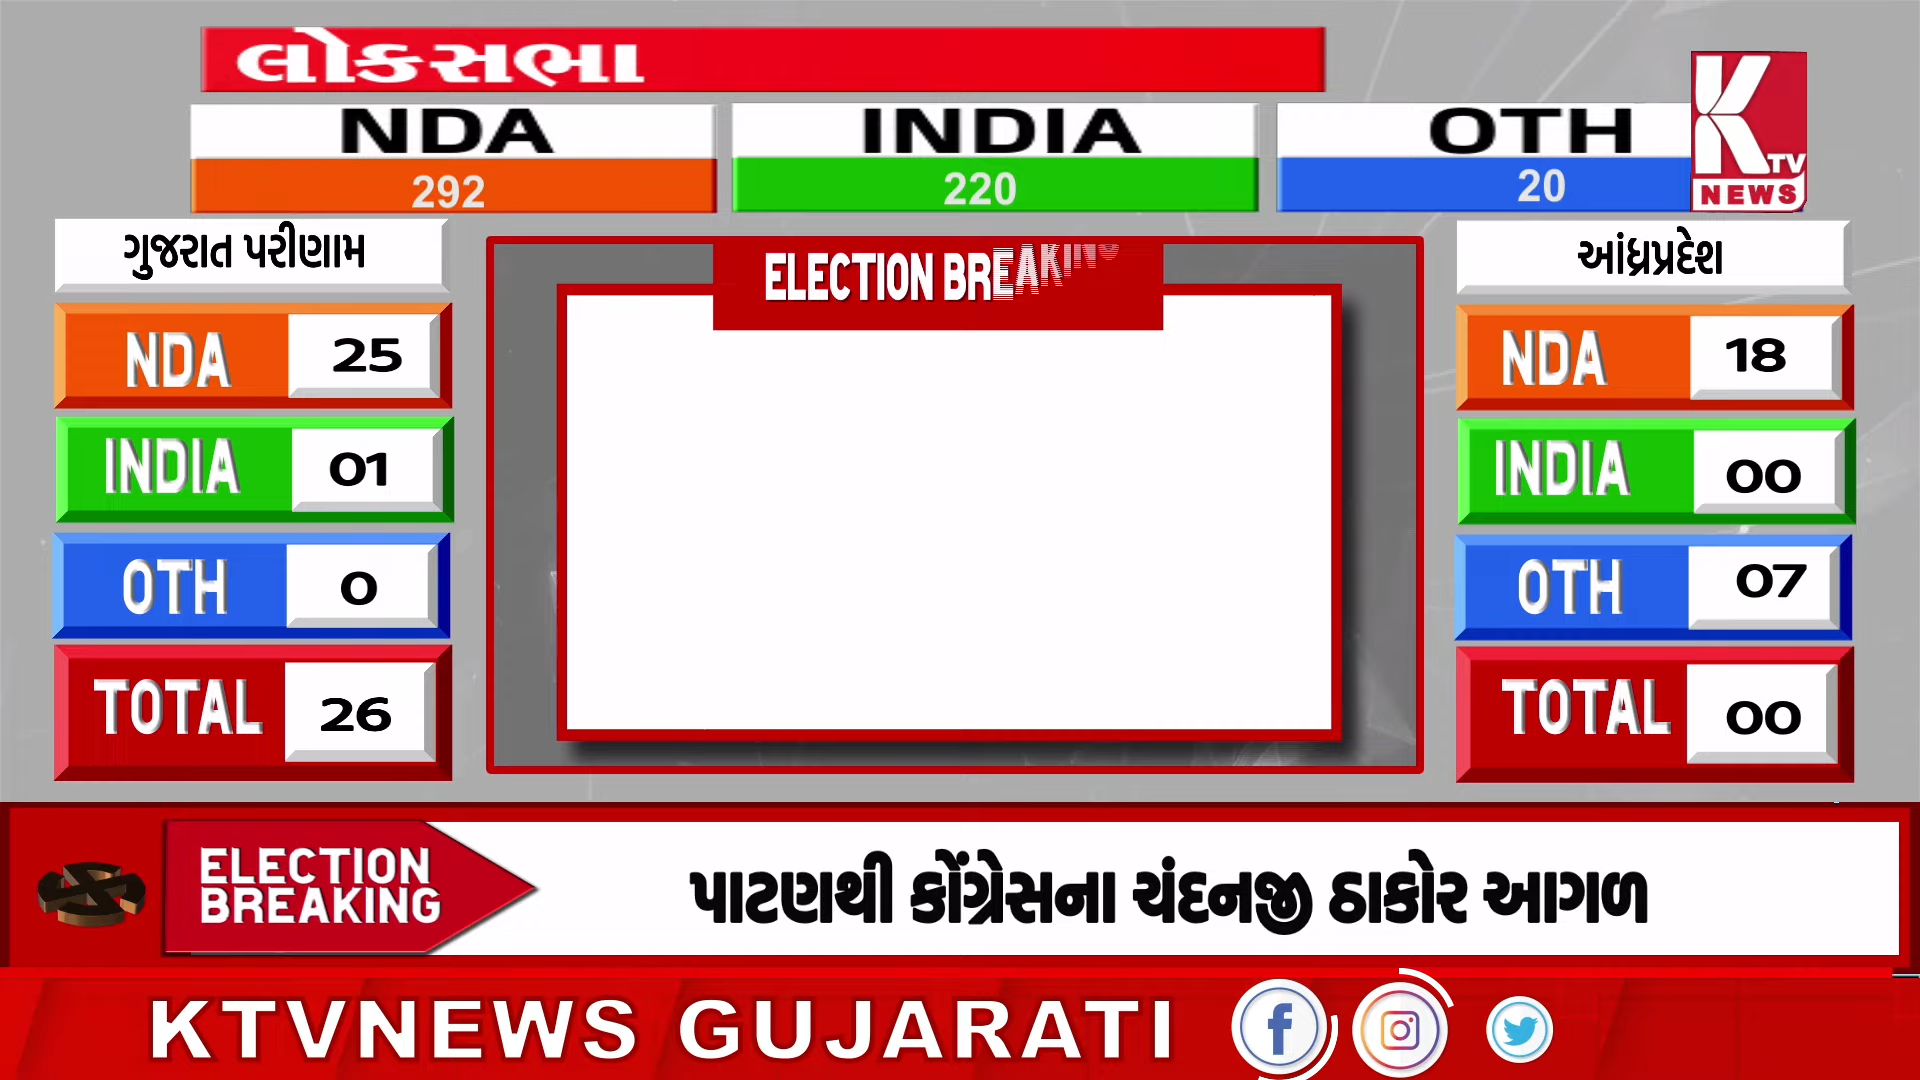 લોકસભા
NDA INDIA OTH
292 220 20
K TV NEWS
ગુજરાત પરીણામ
NDA 25
INDIA 01
OTH 0
TOTAL 26
ELECTION BREAKING
આંધ્રપ્રદેશ
NDA 18
INDIA 00
OTH 07
TOTAL 00
ELECTION
BREAKING
પાટણથી કોંગ્રેસના ચંદનજી ઠાકોર આગળ
KTVNEWS GUJARATI